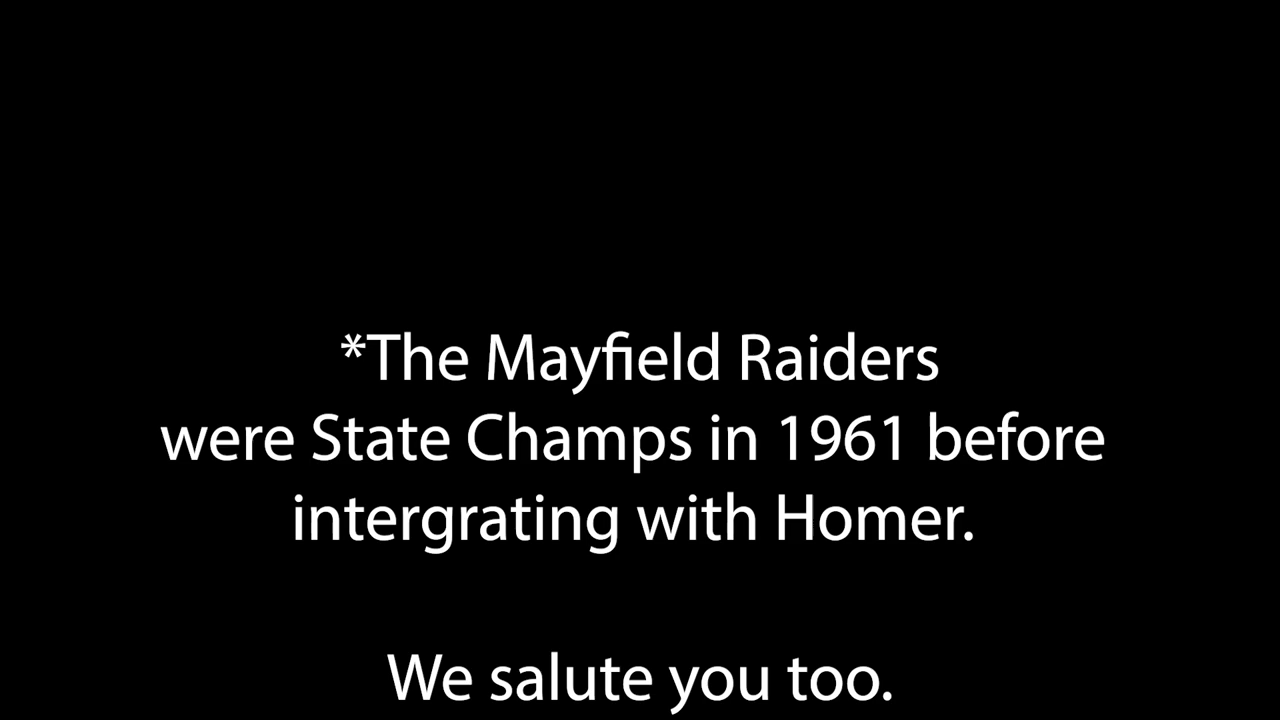 *The Mayfield Raiders
were State Champs in 1961 before
intergrating with Homer.
We salute you too.